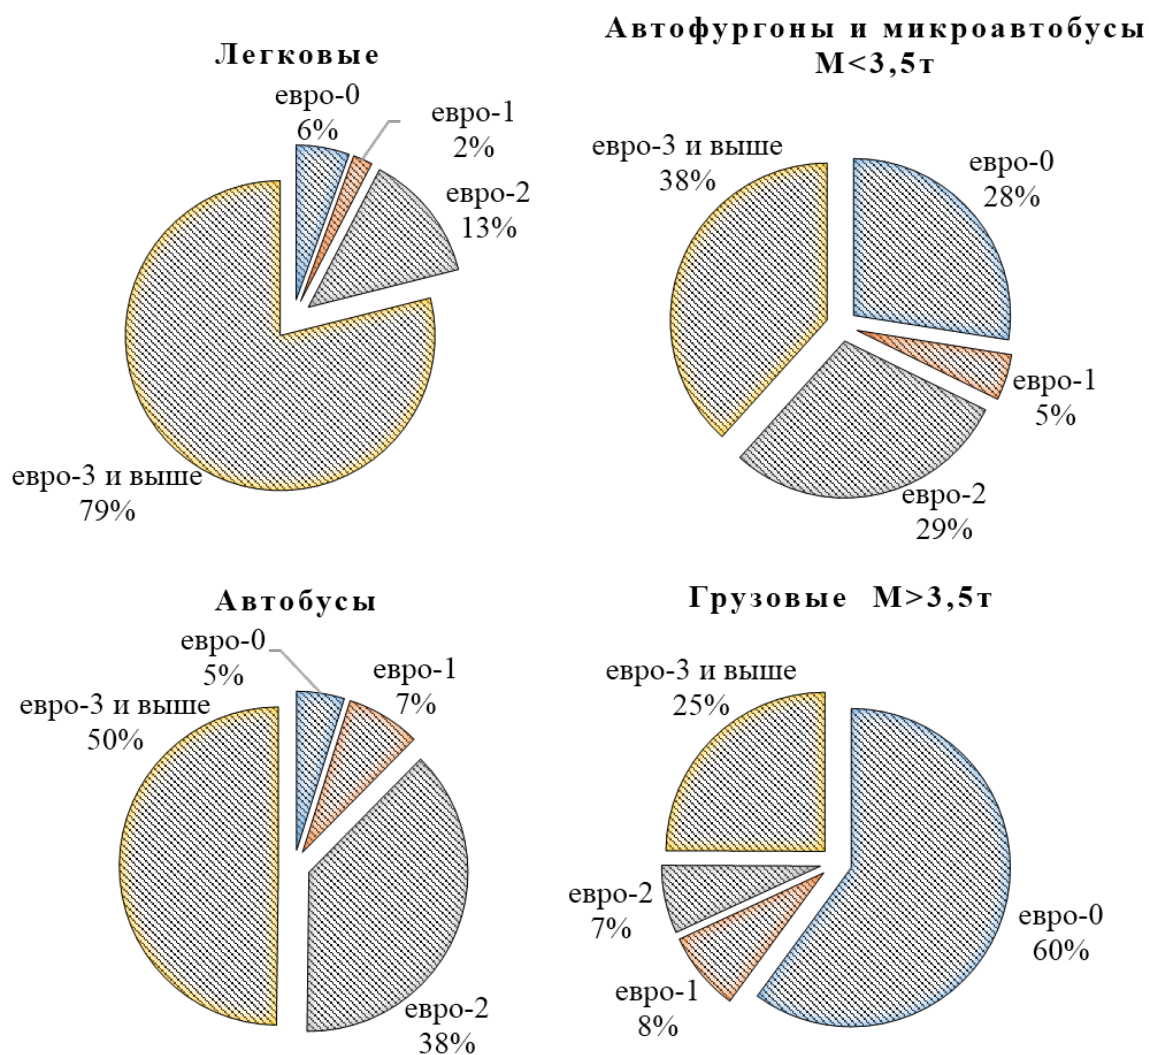 Легковые
евро-0
6%
евро-1
2%
евро-2
13%
евро-3 и выше
79%
Автофургоны и микроавтобусы
М<3,5т
евро-3 и выше
38%
евро-0
28%
евро-1
5%
евро-2
29%
Автобусы
евро-0
5%
евро-1
7%
евро-3 и выше
50%
евро-2
38%
Грузовые М>3,5т
евро-3 и выше
25%
евро-2
7%
евро-0
60%
евро-1
8%